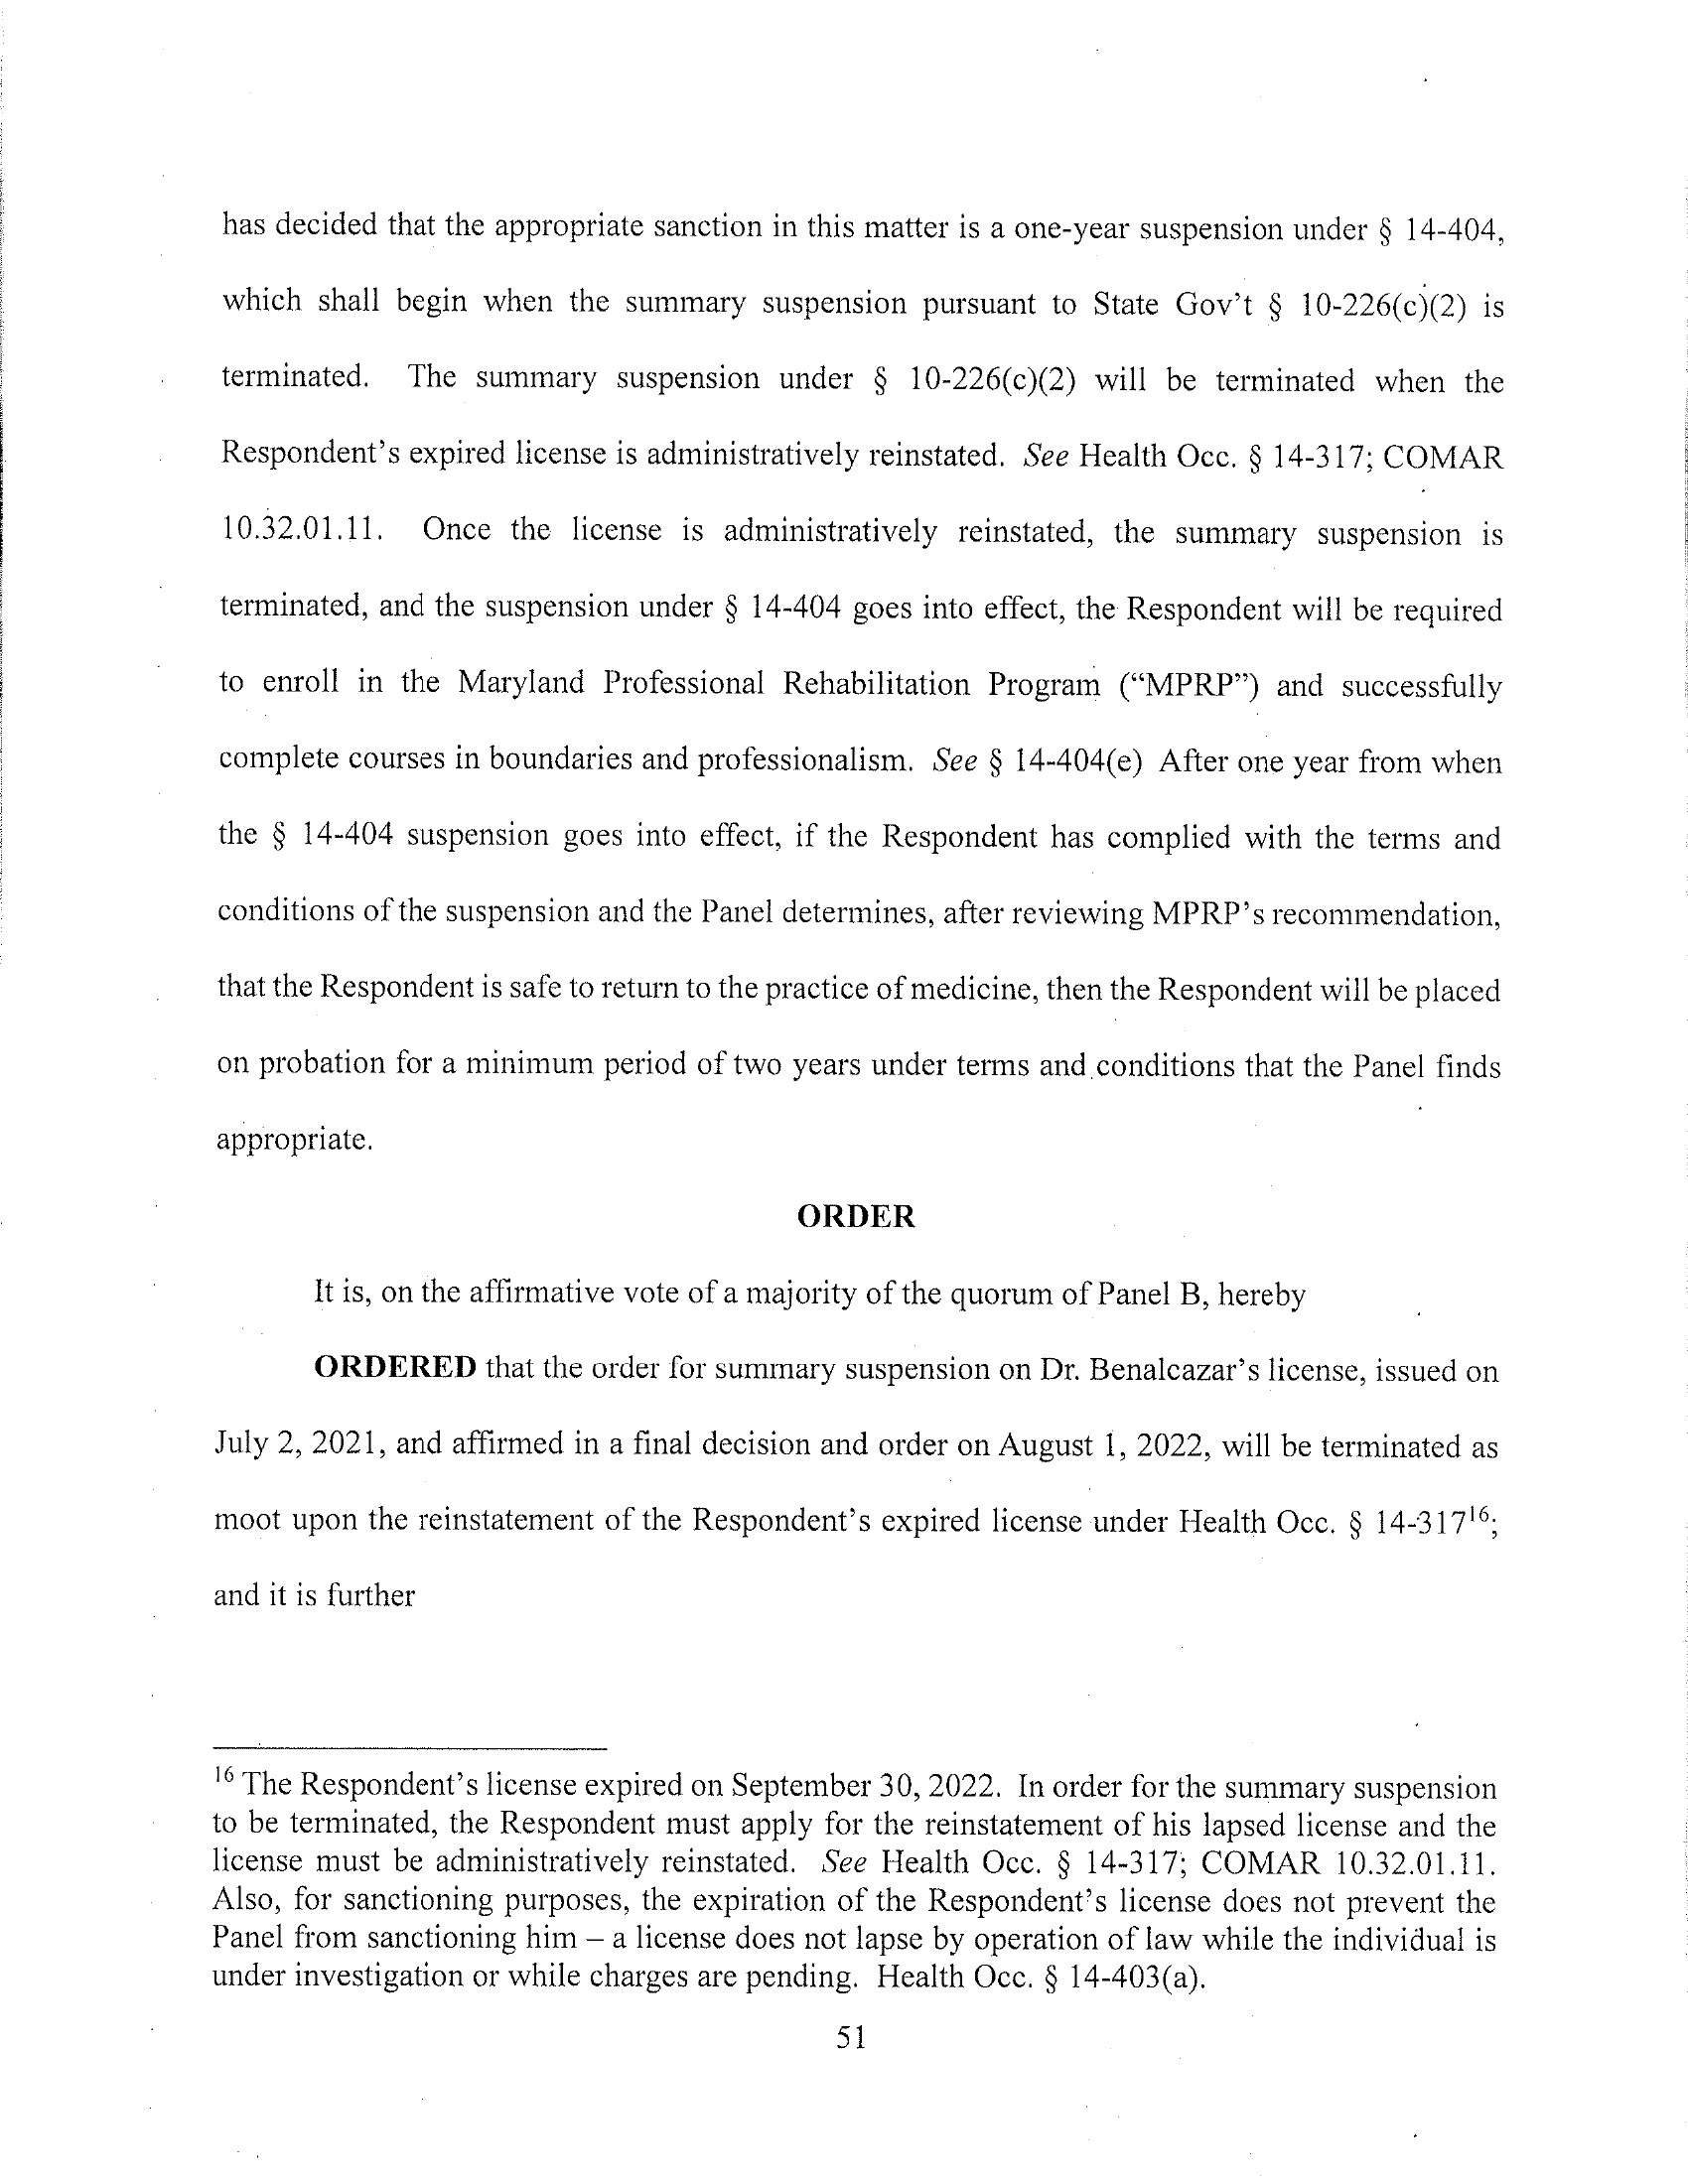 has decided that the appropriate sanction in this matter is a one-year suspension under § 14-404,
which shall begin when the summary suspension pursuant to State Gov't § 10-226(c)(2) is
terminated. The summary suspension under § 10-226(c)(2) will be terminated when the
Respondent's expired license is administratively reinstated. See Health Occ. § 14-317; COMAR
10.32.01.11. Once the license is administratively reinstated, the summary suspension is
terminated, and the suspension under § 14-404 goes into effect, the Respondent will be required
to enroll in the Maryland Professional Rehabilitation Program ("MPRP") and successfully
complete courses in boundaries and professionalism. See § 14-404(e) After one year from when
the § 14-404 suspension goes into effect, if the Respondent has complied with the terms and
conditions of the suspension and the Panel determines, after reviewing MPRP's recommendation,
that the Respondent is safe to return to the practice of medicine, then the Respondent will be placed
on probation for a minimum period of two years under terms and conditions that the Panel finds
appropriate.
ORDER
It is, on the affirmative vote of a majority of the quorum of Panel B, hereby
ORDERED that the order for summary suspension on Dr. Benalcazar's license, issued on
July 2, 2021, and affirmed in a final decision and order on August 1, 2022, will be terminated as
moot upon the reinstatement of the Respondent's expired license under Health Occ. § 14-317¹⁶;
and it is further
¹⁶ The Respondent's license expired on September 30, 2022. In order for the summary suspension
to be terminated, the Respondent must apply for the reinstatement of his lapsed license and the
license must be administratively reinstated. See Health Occ. § 14-317; COMAR 10.32.01.11.
Also, for sanctioning purposes, the expiration of the Respondent's license does not prevent the
Panel from sanctioning him – a license does not lapse by operation of law while the individual is
under investigation or while charges are pending. Health Occ. § 14-403(a).
51